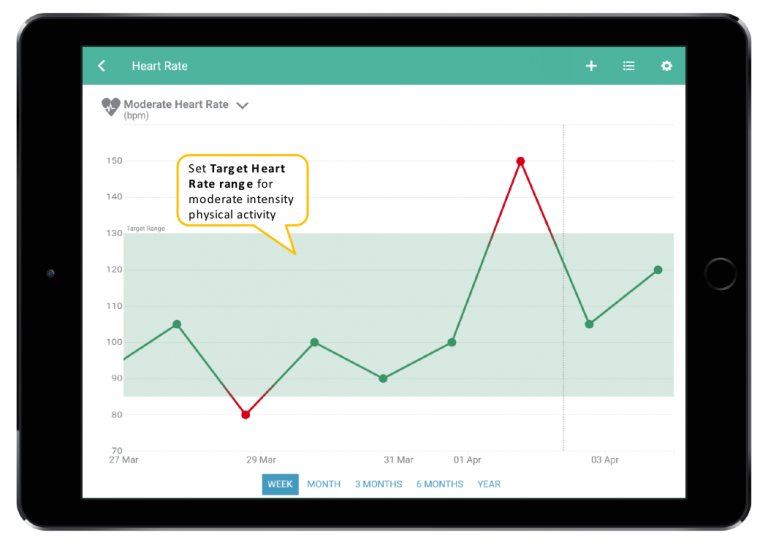 Heart Rate
Moderate Heart Rate
(bpm)
150
140
130
120
110
100
90
80
70
Target Range
Set Target Heart
Rate range for
moderate intensity
physical activity
27 Mar
29 Mar
31 Mar
01 Apr
03 Apr
WEEK MONTH 3 MONTHS 6 MONTHS YEAR